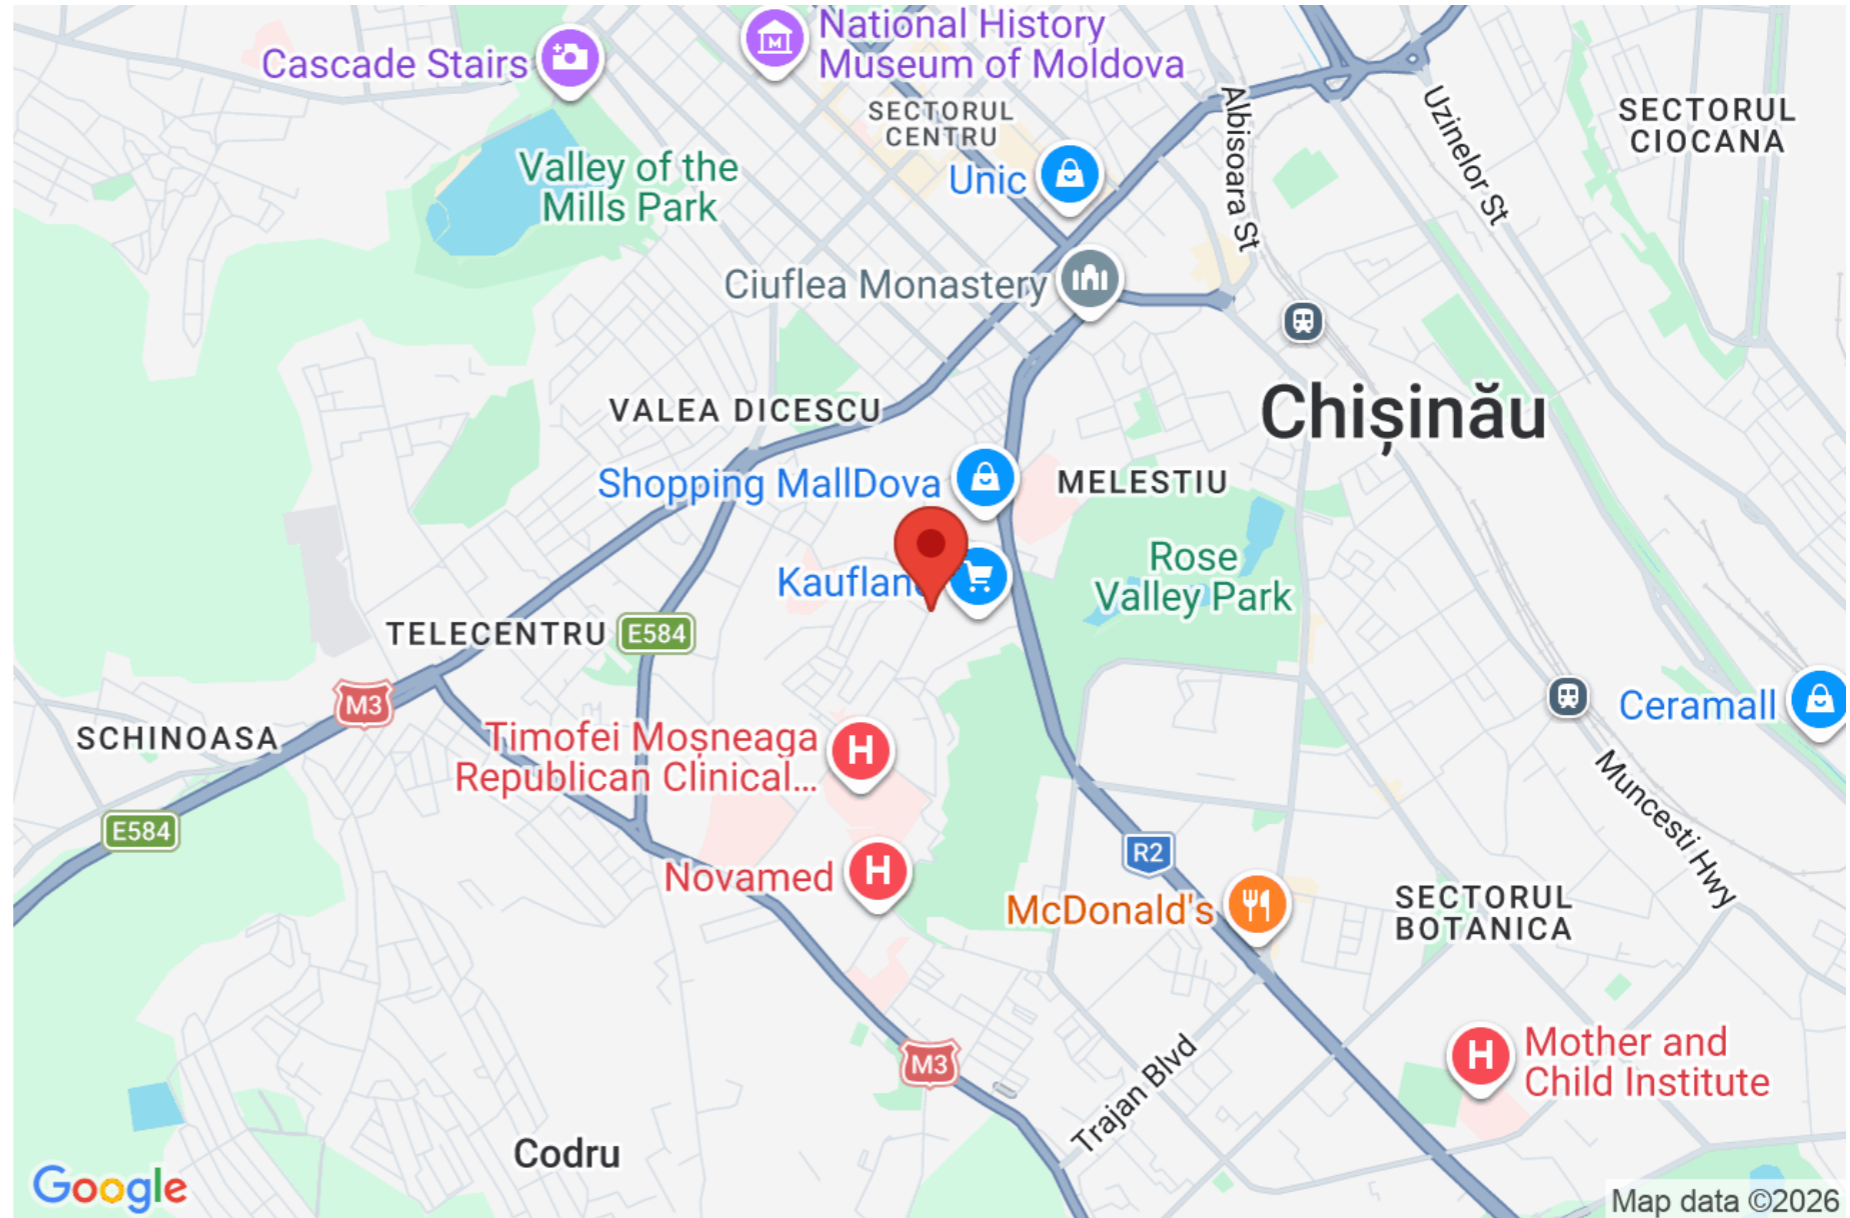 National History
Museum of Moldova
Cascade Stairs
SECTORUL
CENTRU
Albisoara St
Uzinelor St
SECTORUL
CIOCANA
Valley of the
Mills Park
Unic
Ciuflea Monastery
VALEA DICESCU
Chișinău
Shopping MallDova
MELESTIU
Rose
Valley Park
Kaufland
TELECENTRU
E584
M3
SCHINOASA
Timofei Moșneaga
Republican Clinical...
Ceramall
Muncesti Hwy
E584
R2
Novamed
McDonald's
SECTORUL
BOTANICA
Mother and
Child Institute
M3
Trajan Blvd
Codru
Google
Map data ©2026